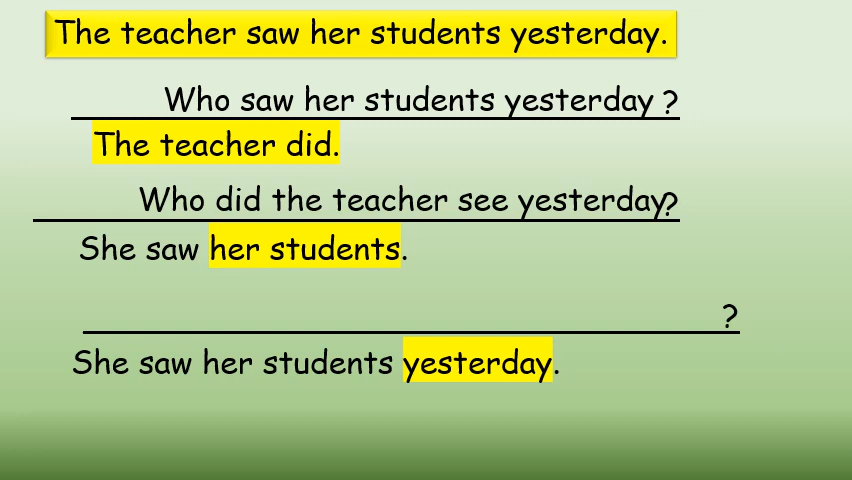 The teacher saw her students yesterday.
Who saw her students yesterday ?
The teacher did.
Who did the teacher see yesterday?
She saw her students.
?
She saw her students yesterday.